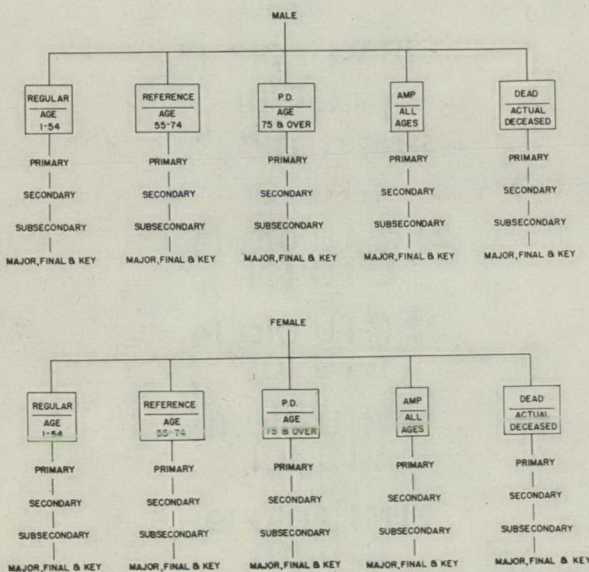 MALE
REGULAR REFERENCE P.D. AMP DEAD
AGE AGE AGE ALL ACTUAL
1-54 55-74 75 & OVER AGES DECEASED
PRIMARY PRIMARY PRIMARY PRIMARY PRIMARY
SECONDARY SECONDARY SECONDARY SECONDARY SECONDARY
SUBSECONDARY SUBSECONDARY SUBSECONDARY SUBSECONDARY SUBSECONDARY
MAJOR, FINAL & KEY MAJOR, FINAL & KEY MAJOR, FINAL & KEY MAJOR, FINAL & KEY MAJOR, FINAL & KEY
FEMALE
REGULAR REFERENCE P.D. AMP DEAD
AGE AGE AGE ALL ACTUAL
1-54 55-74 75 & OVER AGES DECEASED
PRIMARY PRIMARY PRIMARY PRIMARY PRIMARY
SECONDARY SECONDARY SECONDARY SECONDARY SECONDARY
SUBSECONDARY SUBSECONDARY SUBSECONDARY SUBSECONDARY SUBSECONDARY
MAJOR, FINAL & KEY MAJOR, FINAL & KEY MAJOR, FINAL & KEY MAJOR, FINAL & KEY MAJOR, FINAL & KEY